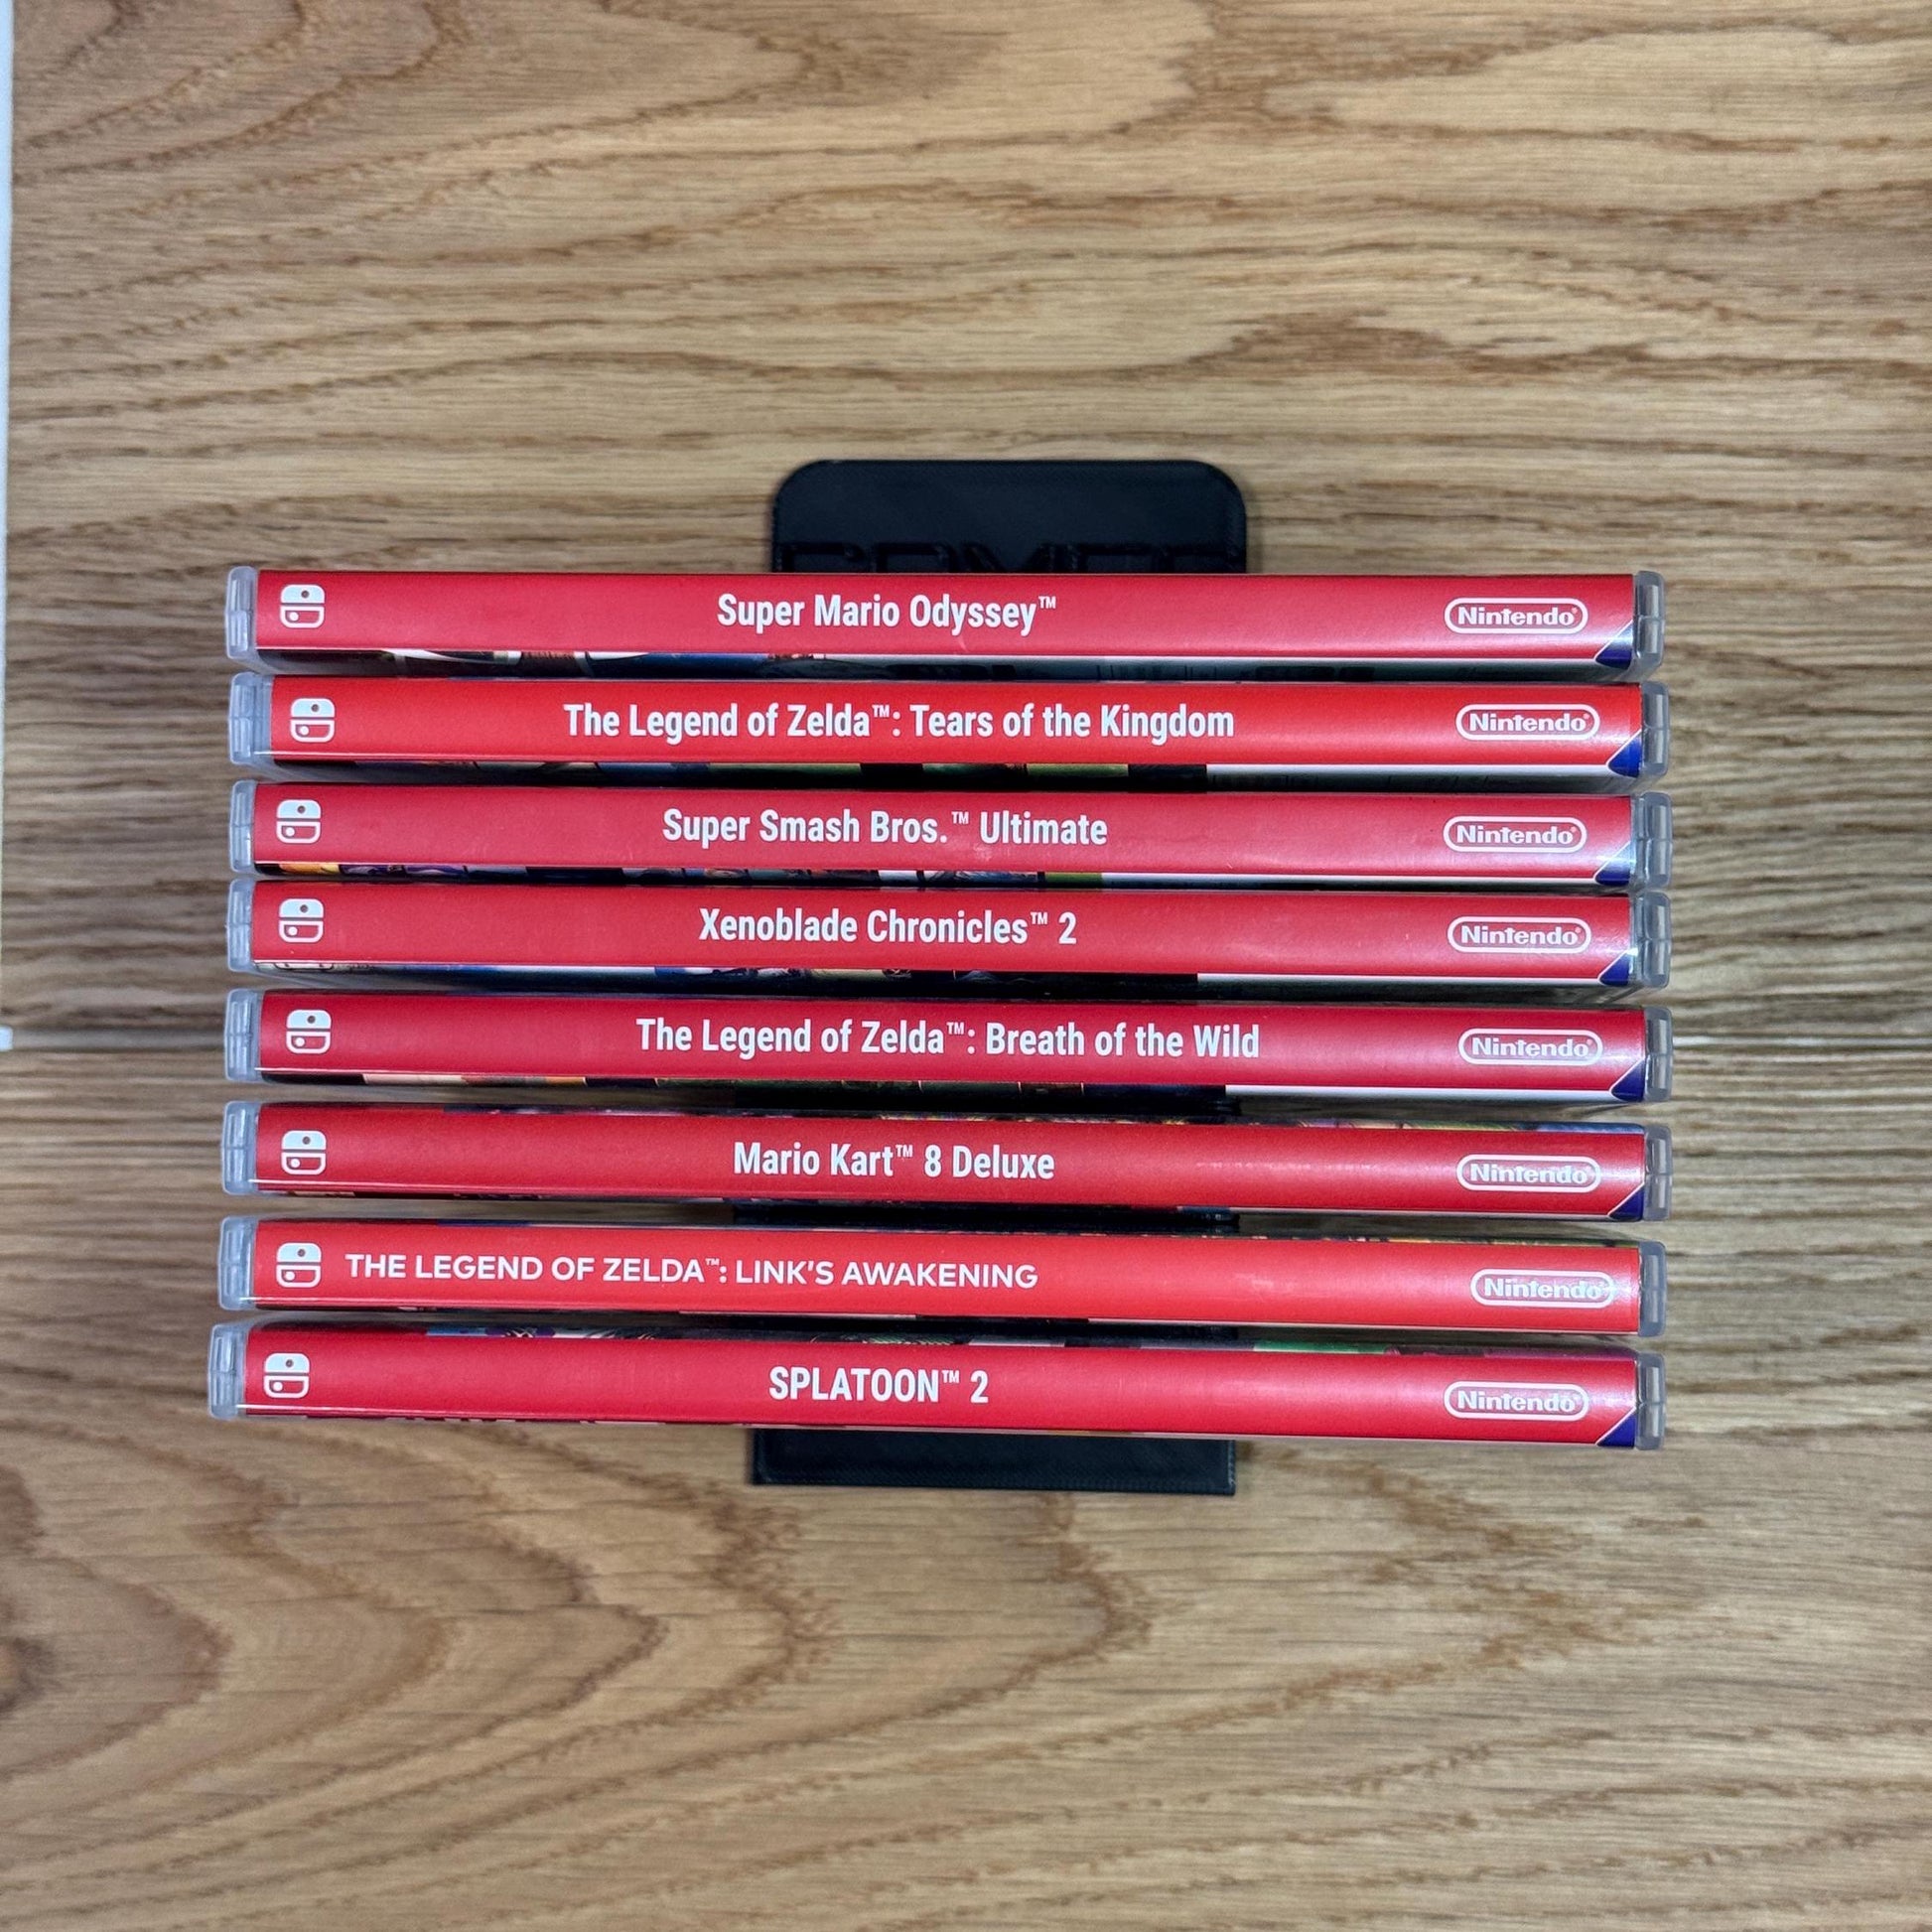 Super Mario Odyssey™ Nintendo®
The Legend of Zelda™: Tears of the Kingdom Nintendo®
Super Smash Bros.™ Ultimate Nintendo®
Xenoblade Chronicles™ 2 Nintendo®
The Legend of Zelda™: Breath of the Wild Nintendo®
Mario Kart™ 8 Deluxe Nintendo®
THE LEGEND OF ZELDA™: LINK'S AWAKENING Nintendo®
SPLATOON™ 2 Nintendo®